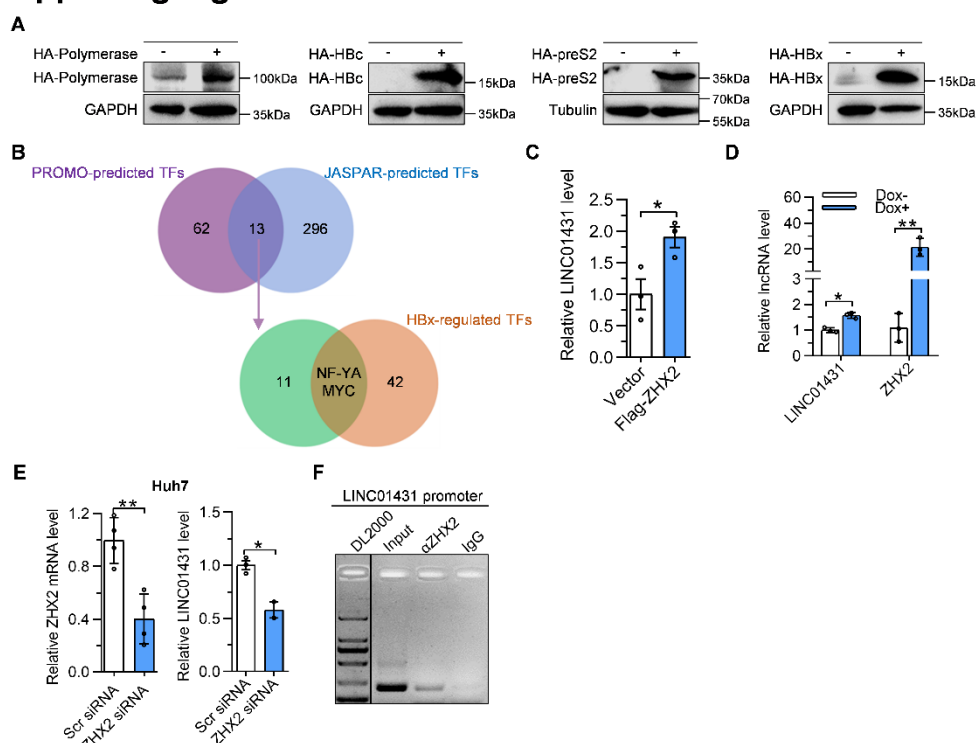 A
HA-Polymerase - +
HA-Polymerase 100kDa
GAPDH 35kDa
HA-HBc - +
HA-HBc 15kDa
GAPDH 35kDa
HA-preS2 - +
HA-preS2 35kDa
70kDa
Tubulin
55kDa
HA-HBx - +
HA-HBx 15kDa
GAPDH 35kDa
B
PROMO-predicted TFs JASPAR-predicted TFs
62 13 296
HBx-regulated TFs
11 NF-YA MYC 42
C
Relative LINC01431 level
2.5
2.0
1.5
1.0
0.5
0.0
*
Vector
Flag-ZHX2
D
Relative lncRNA level
60
40
20
3
2
1
0
Dox-
Dox+
*
**
LINC01431
ZHX2
E
Huh7
Relative ZHX2 mRNA level
1.2
0.8
0.4
0.0
**
Scr siRNA
ZHX2 siRNA
Relative LINC01431 level
1.5
1.0
0.5
0.0
*
Scr siRNA
ZHX2 siRNA
F
LINC01431 promoter
DL2000 Input αZHX2 IgG